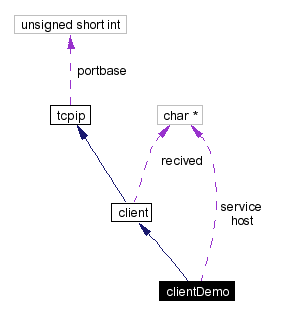 unsigned short int
portbase
tcpip
char *
recived
client
service
host
clientDemo